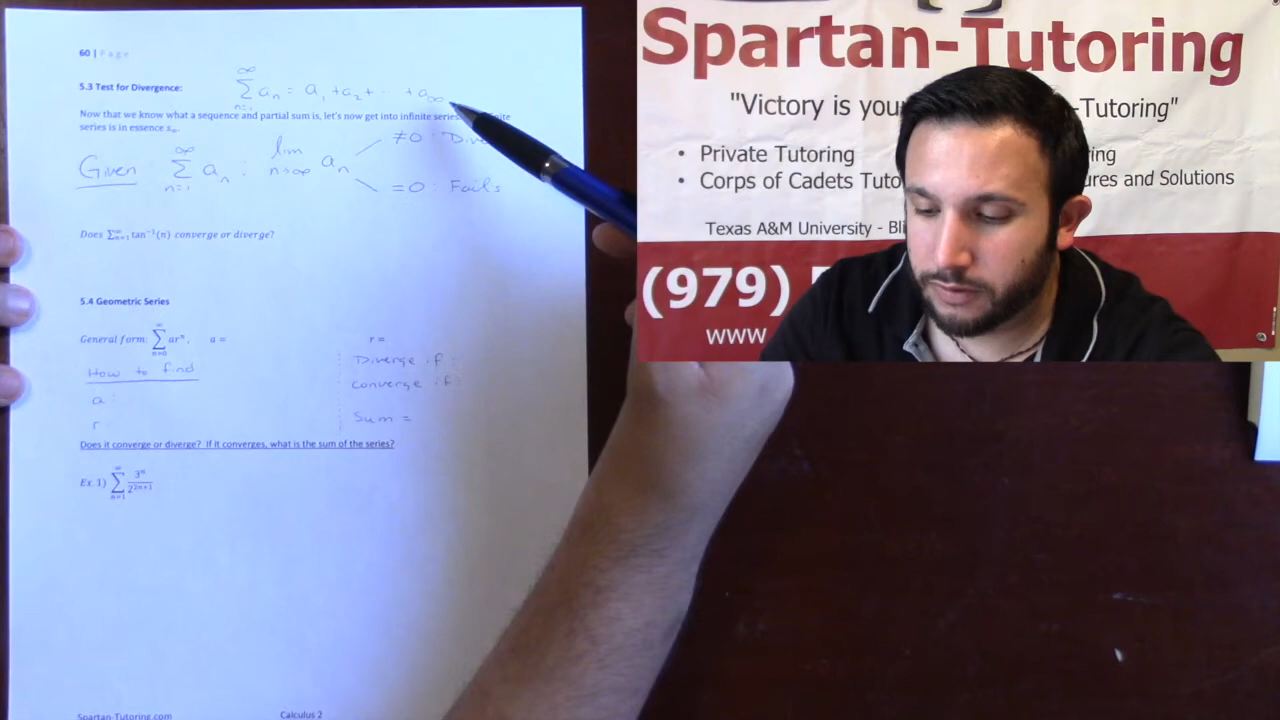 60 | Page
5.3 Test for Divergence:
∞ ∑ n=1 aₙ = a₁ + a₂ + ... + a∞
Now that we know what a sequence and partial sum is, let's now get into infinite series.
series is in essence
Given ∞ ∑ n=1 aₙ : lim n→∞ aₙ
≠0 : Div
=0 : Fails
Does ∑∞n=1 tan⁻¹(n) converge or diverge?
5.4 Geometric Series
General form: ∞ ∑ n=0 arⁿ, a = r =
How to find
a :
r
Diverge if :
Converge if :
Sum =
Does it converge or diverge? If it converges, what is the sum of the series?
Ex. 1) ∞ ∑ n=1 3ⁿ/2²ⁿ⁺¹
Spartan-Tutoring.com Calculus 2
Spartan-Tutoring
"Victory is your -Tutoring"
• Private Tutoring
• Corps of Cadets Tuto ures and Solutions
Texas A&M University - Bli
(979)
www